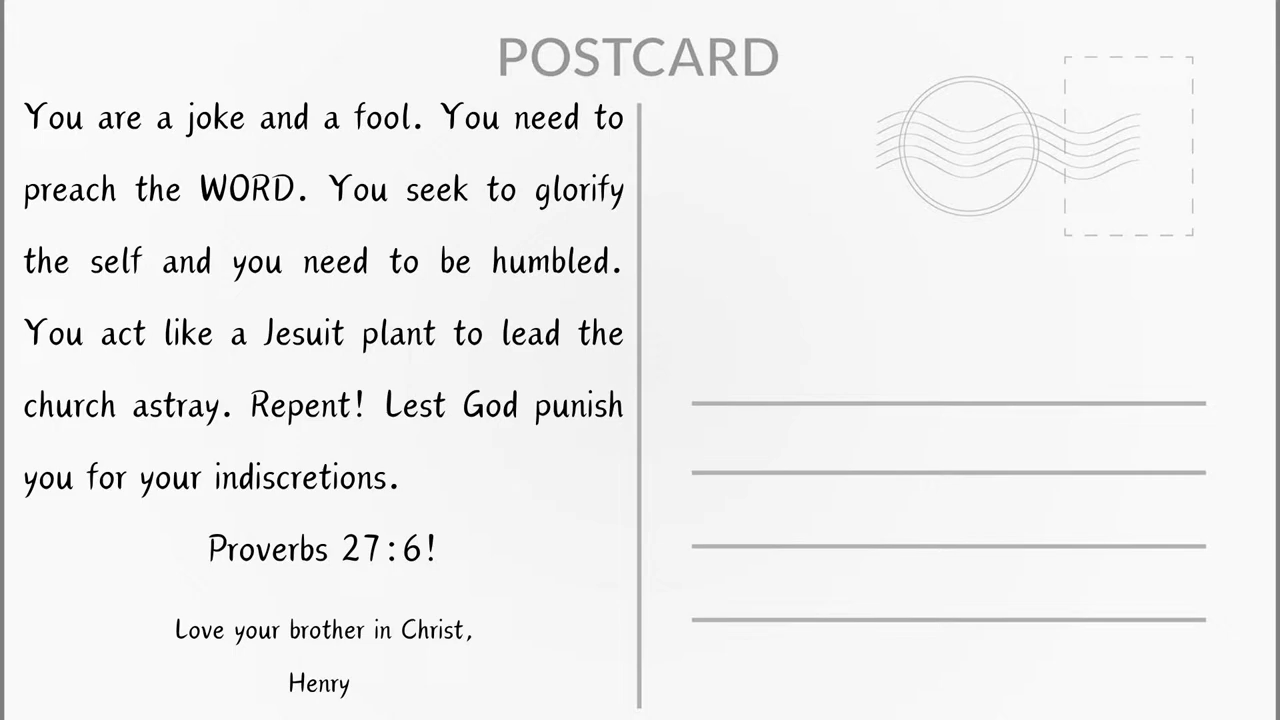 POSTCARD
You are a joke and a fool. You need to
preach the WORD. You seek to glorify
the self and you need to be humbled.
You act like a Jesuit plant to lead the
church astray. Repent! Lest God punish
you for your indiscretions.
Proverbs 27:6!
Love your brother in Christ,
Henry